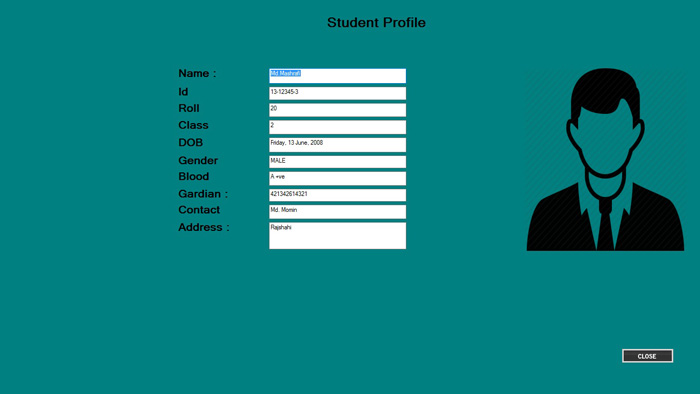 Student Profile
Name : Md.Mashrafi
Id 13-12345-3
Roll 20
Class 2
DOB Friday, 13 June, 2008
Gender MALE
Blood A +ve
Gardian : 421342614321
Contact Md. Momin
Address : Rajshahi
CLOSE